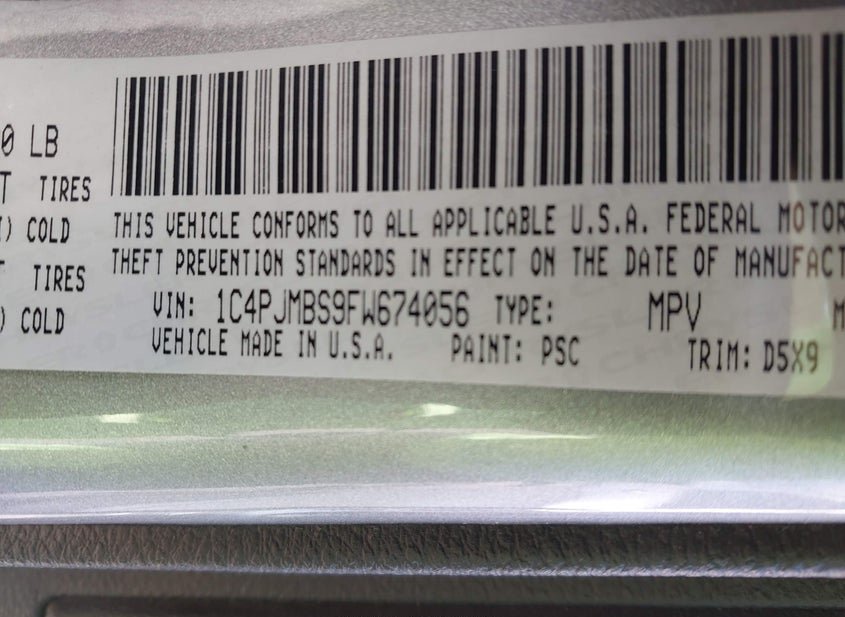 0 LB
T TIRES
) COLD
TIRES
) COLD
THIS VEHICLE CONFORMS TO ALL APPLICABLE U.S.A. FEDERAL MOTOR
THEFT PREVENTION STANDARDS IN EFFECT ON THE DATE OF MANUFACT
VIN: 1C4PJMBS9FW674056 TYPE: MPV M
VEHICLE MADE IN U.S.A. PAINT: PSC TRIM: D5X9